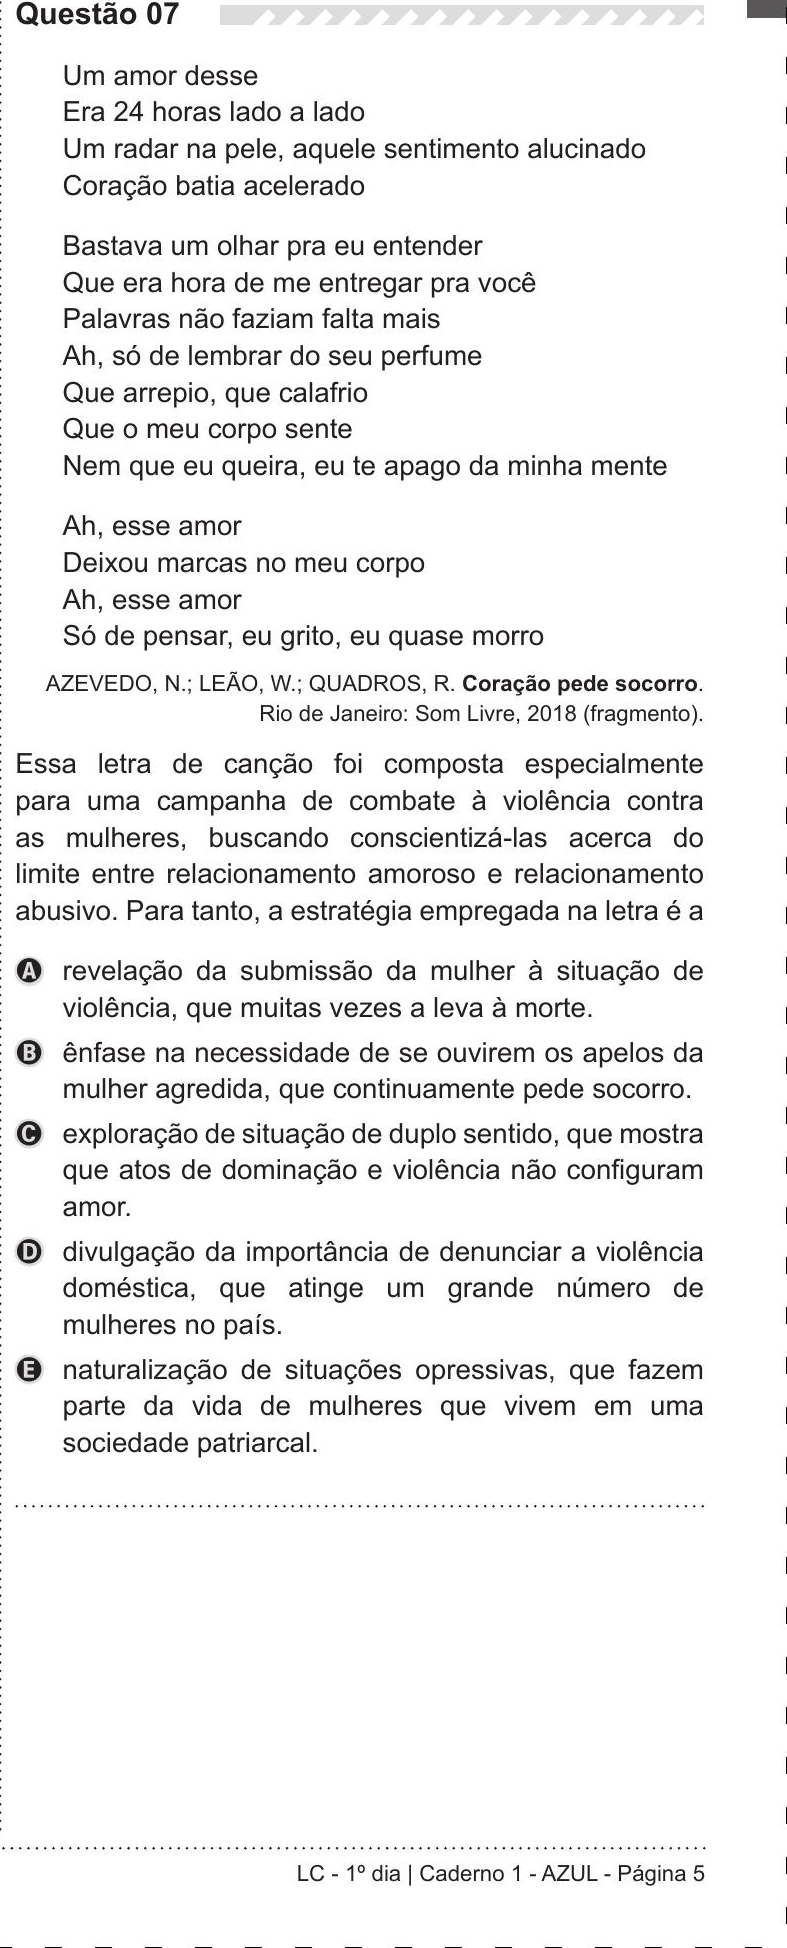 Questão 07
Um amor desse
Era 24 horas lado a lado
Um radar na pele, aquele sentimento alucinado
Coração batia acelerado
Bastava um olhar pra eu entender
Que era hora de me entregar pra você
Palavras não faziam falta mais
Ah, só de lembrar do seu perfume
Que arrepio, que calafrio
Que o meu corpo sente
Nem que eu queira, eu te apago da minha mente
Ah, esse amor
Deixou marcas no meu corpo
Ah, esse amor
Só de pensar, eu grito, eu quase morro
AZEVEDO, N.; LEÃO, W.; QUADROS, R. Coração pede socorro.
Rio de Janeiro: Som Livre, 2018 (fragmento).
Essa letra de canção foi composta especialmente
para uma campanha de combate à violência contra
as mulheres, buscando conscientizá-las acerca do
limite entre relacionamento amoroso e relacionamento
abusivo. Para tanto, a estratégia empregada na letra é a
A revelação da submissão da mulher à situação de
violência, que muitas vezes a leva à morte.
B ênfase na necessidade de se ouvirem os apelos da
mulher agredida, que continuamente pede socorro.
C exploração de situação de duplo sentido, que mostra
que atos de dominação e violência não configuram
amor.
D divulgação da importância de denunciar a violência
doméstica, que atinge um grande número de
mulheres no país.
E naturalização de situações opressivas, que fazem
parte da vida de mulheres que vivem em uma
sociedade patriarcal.
LC - 1º dia | Caderno 1 - AZUL - Página 5